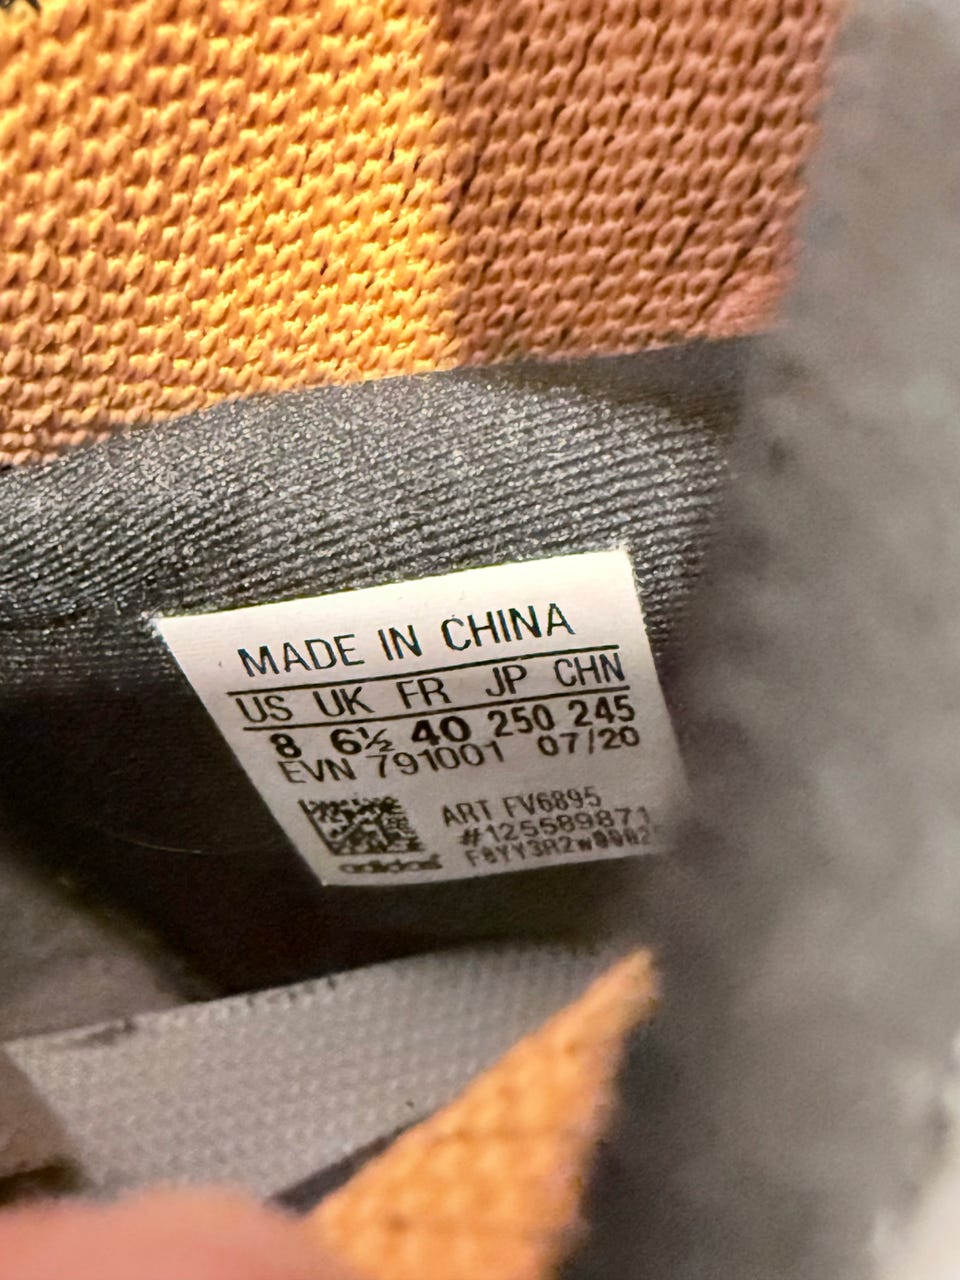 MADE IN CHINA
US UK FR JP CHN
8 6½ 40 250 245
EVN 791001 07/20
ART FV6895
#125589871
adidas